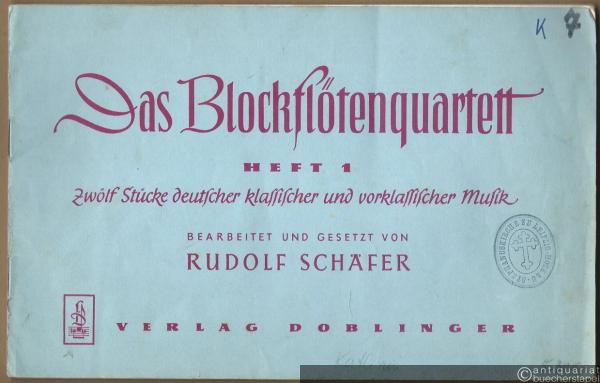 K 7
Das Blockflötenquartett
HEFT 1
Zwölf Stücke deutscher klassischer und vorklassischer Musik
BEARBEITET UND GESETZT VON
RUDOLF SCHÄFER
VERLAG DOBLINGER
antiquariat
buecherstapel